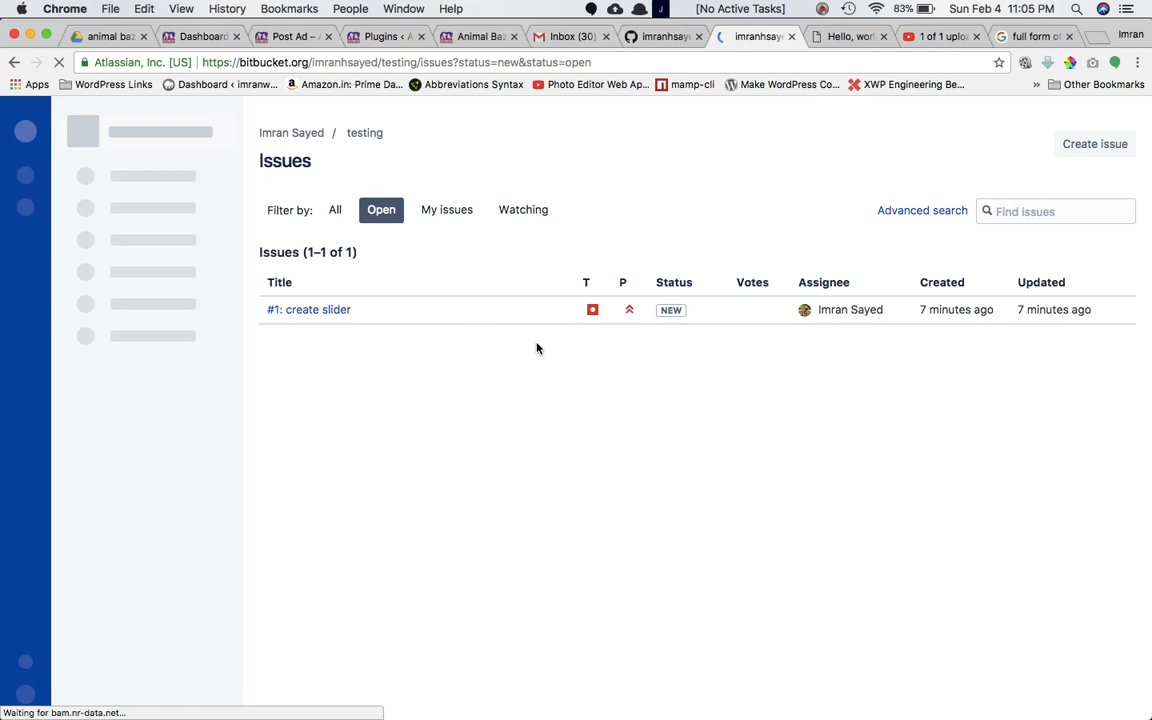 Chrome File Edit View History Bookmarks People Window Help [No Active Tasks] 83% Sun Feb 4 11:05 PM
animal baz Dashboard Post Ad – Plugins ‹ A Animal Baz Inbox (30) imranhsaye imranhsaye Hello, worl 1 of 1 uploa full form of Imran
Atlassian, Inc. [US] https://bitbucket.org/imranhsayed/testing/issues?status=new&status=open
Apps WordPress Links Dashboard ‹ imranw... Amazon.in: Prime Da... Abbreviations Syntax Photo Editor Web Ap... mamp-cli Make WordPress Co... XWP Engineering Be... » Other Bookmarks
Imran Sayed / testing
Create issue
Issues
Filter by: All Open My issues Watching Advanced search Find issues
Issues (1–1 of 1)
Title T P Status Votes Assignee Created Updated
#1: create slider NEW Imran Sayed 7 minutes ago 7 minutes ago
Waiting for bam.nr-data.net...